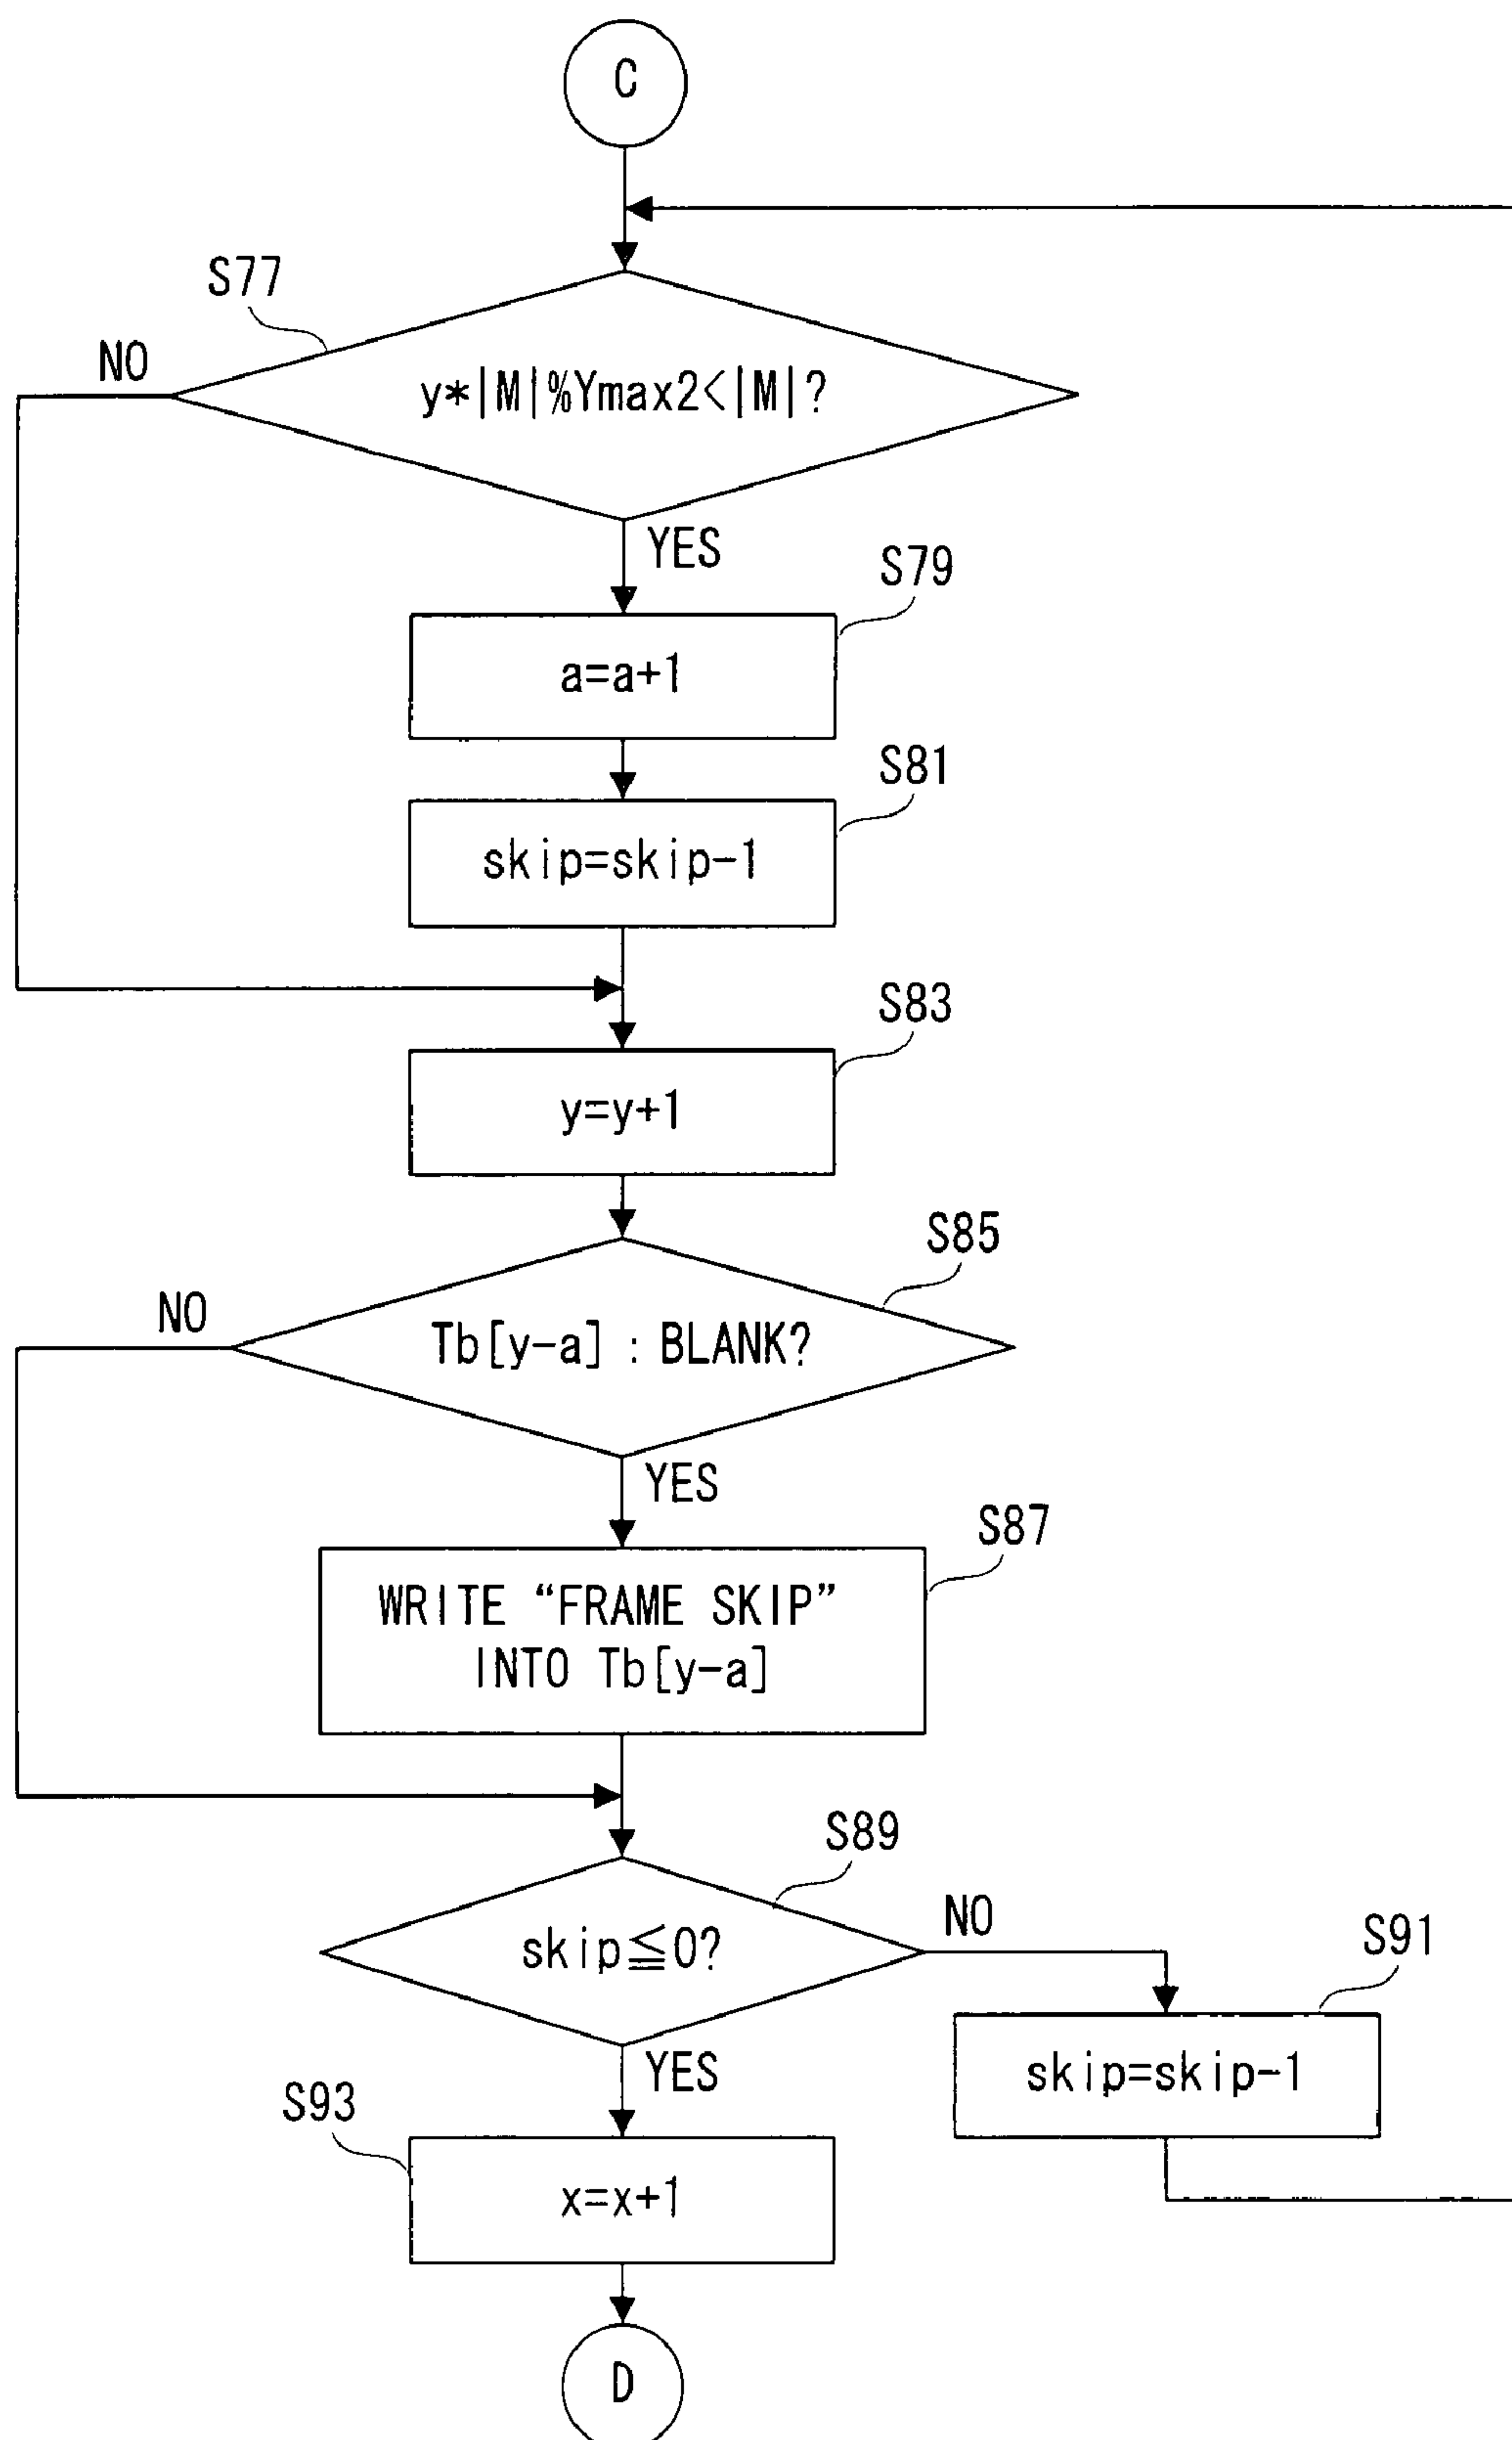 C
S77
NO
y*|M|%Ymax2<|M|?
YES
S79
a=a+1
S81
skip=skip-1
S83
y=y+1
S85
NO
Tb[y-a] : BLANK?
YES
S87
WRITE “FRAME SKIP”
INTO Tb[y-a]
S89
skip≦0?
NO
S91
YES
skip=skip-1
S93
x=x+1
D